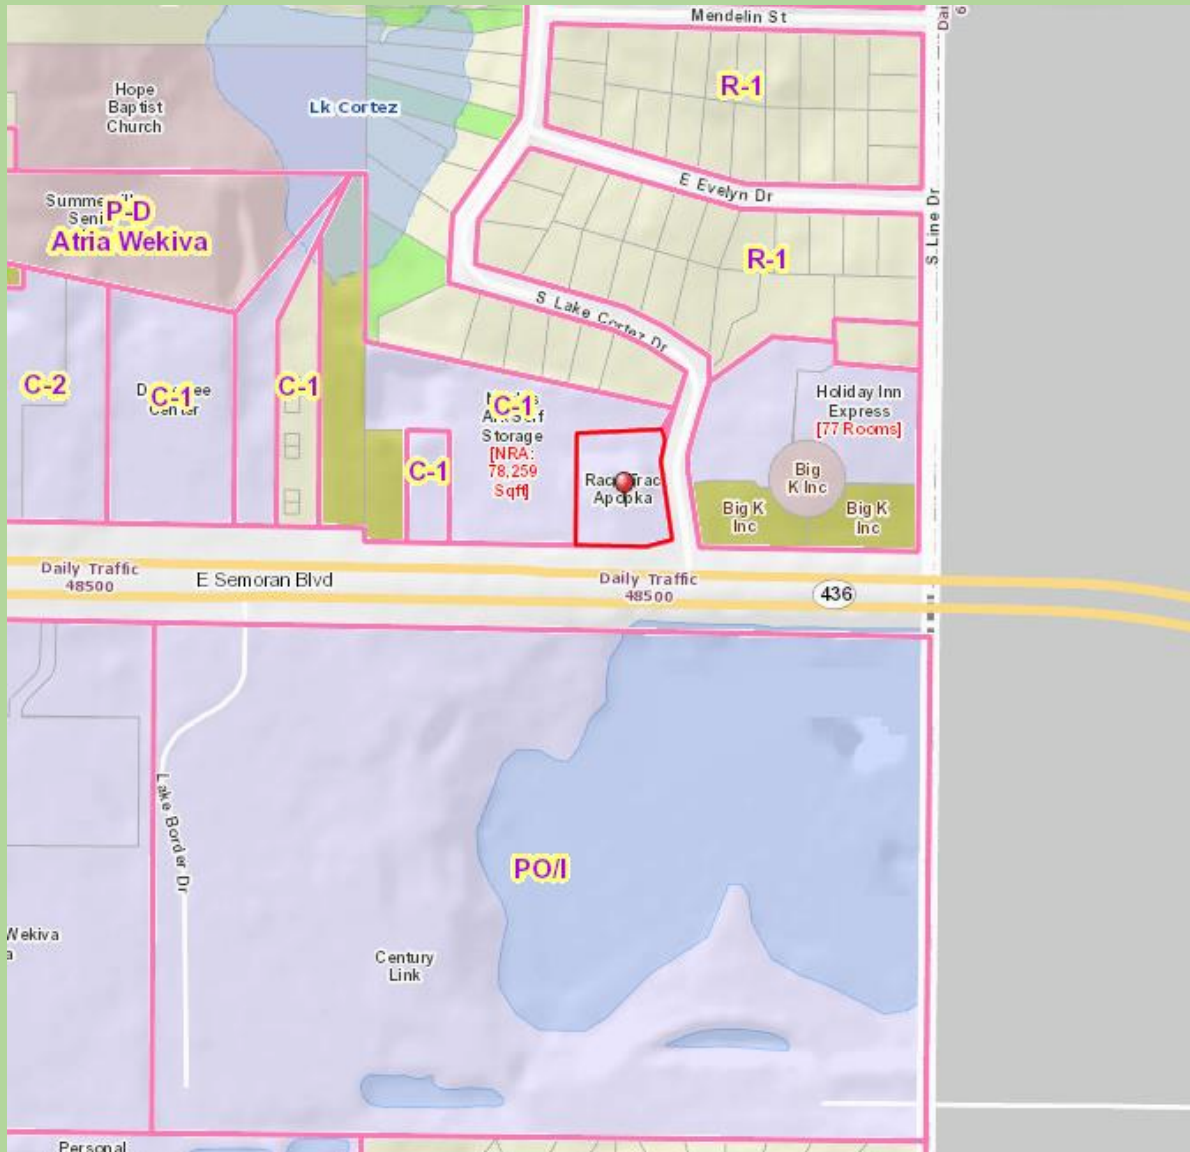 Mendelin St
Dai
6
R-1
Hope
Baptist
Church
Lk Cortez
E Evelyn Dr
S Line Dr
P-D
Atria Wekiva
R-1
S Lake Cortez Dr
C-2
C-1
Center
C-1
C-1
Storage
[NRA:
78,259
Sqft]
C-1
Holiday Inn
Express
[77 Rooms]
Apopka
Big
K Inc
Big K
Inc
Big K
Inc
Daily Traffic
48500
E Semoran Blvd
Daily Traffic
48500
436
Lake Border Dr
PO/I
Wekiva
a
Century
Link
Personal